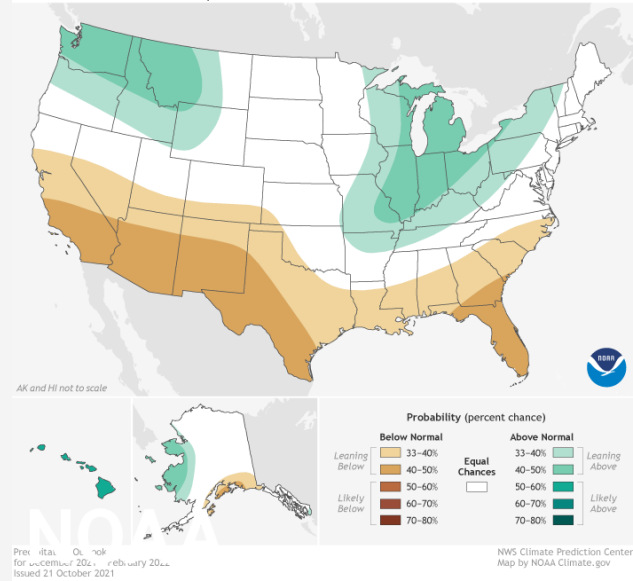 NOAA
AK and HI not to scale
Probability (percent chance)
Below Normal
Above Normal
Equal
Chances
Leaning
Below
33-40%
40-50%
Likely
Below
50-60%
60-70%
70-80%
33-40%
40-50%
Leaning
Above
50-60%
60-70%
70-80%
Likely
Above
NOAA
Outlook
for December 2021 February 2022
Issued 21 October 2021
NWS Climate Prediction Center
Map by NOAA Climate.gov